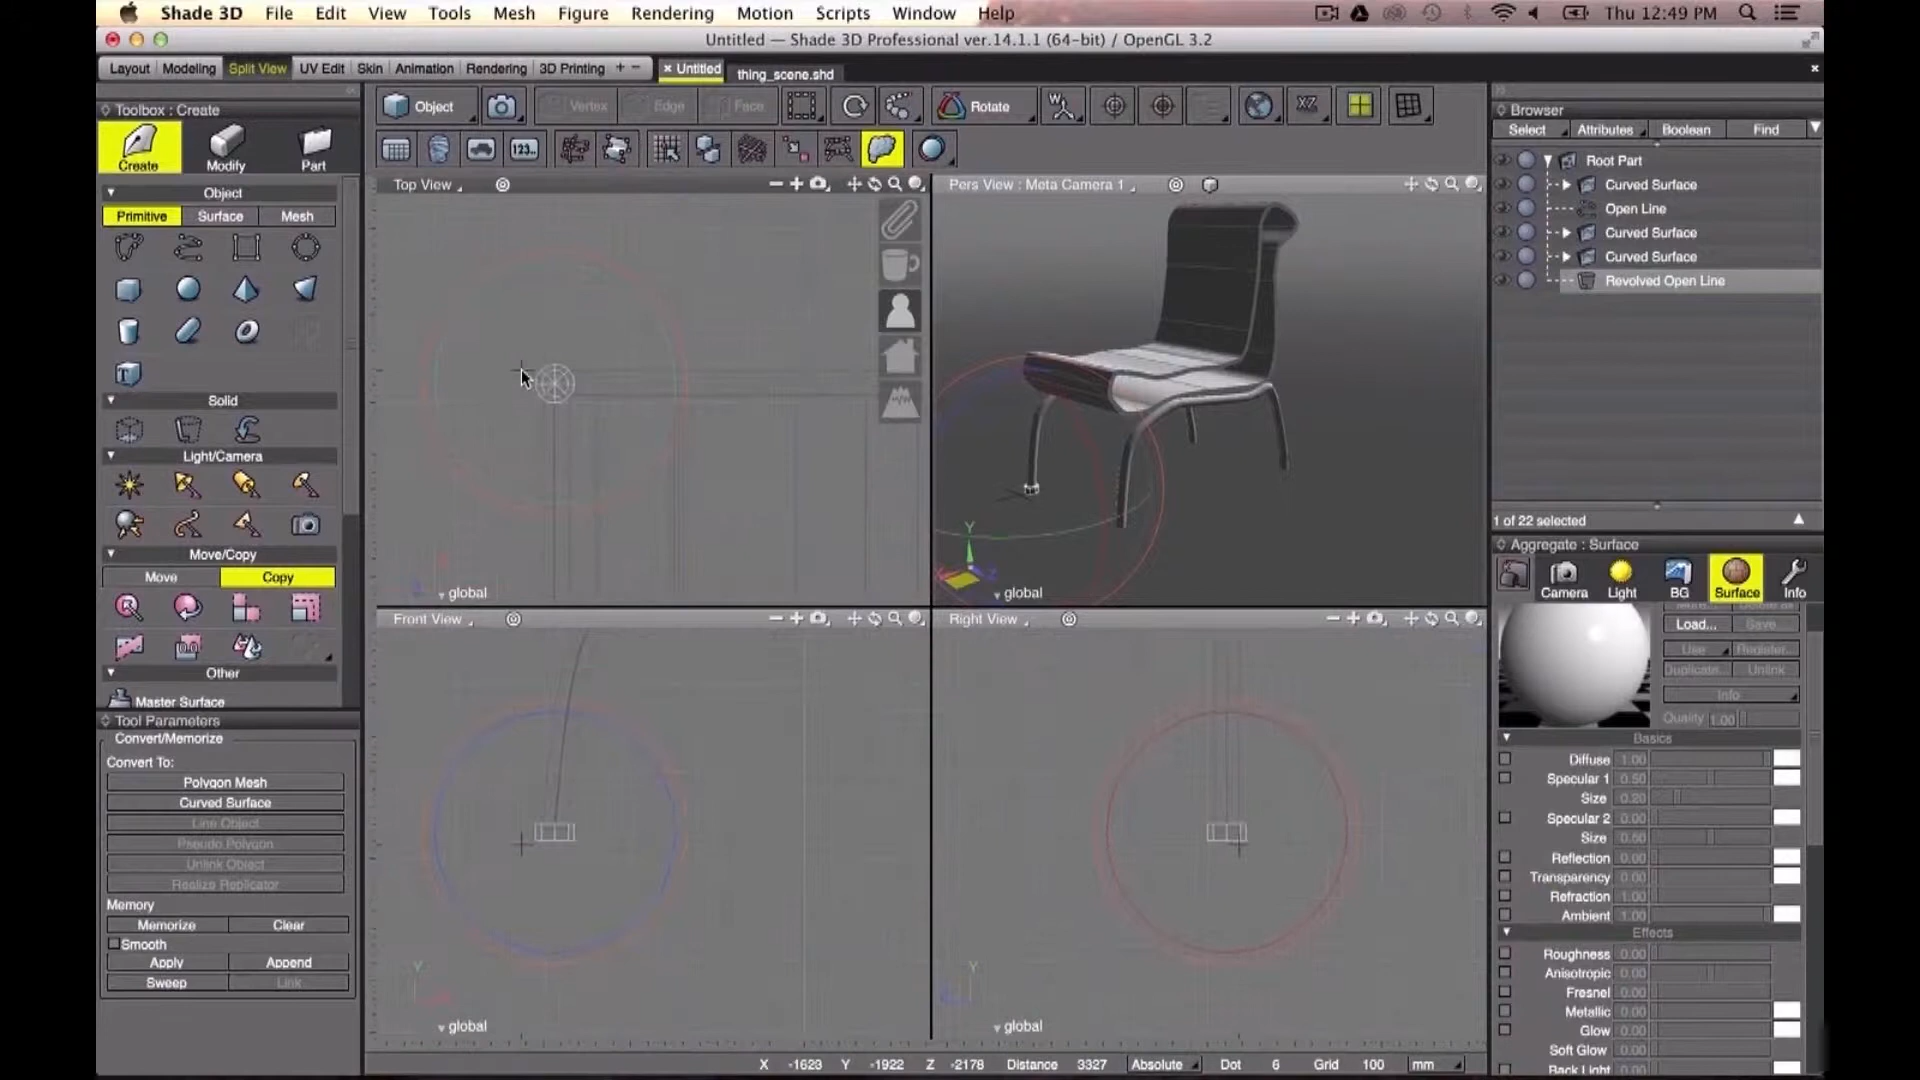 Shade 3D File Edit View Tools Mesh Figure Rendering Motion Scripts Window Help Thu 12:49 PM
Untitled — Shade 3D Professional ver.14.1.1 (64-bit) / OpenGL 3.2
Layout Modeling Split View UV Edit Skin Animation Rendering 3D Printing + − × Untitled thing_scene.shd ×
Toolbox : Create
Create Modify Part
Object
Primitive Surface Mesh
Solid
Light/Camera
Move/Copy
Move Copy
Other
Master Surface
Tool Parameters
Convert/Memorize
Convert To:
Polygon Mesh
Curved Surface
Line Object
Pseudo Polygon
Unlink Object
Realize Replicator
Memory
Memorize Clear
Smooth
Apply Append
Sweep Link
Object Vertex Edge Face Rotate XZ
123..
Top View
global
Pers View : Meta Camera 1
Y
global
Front View
Y
global
Right View
Y
global
X -1623 Y -1922 Z -2178 Distance 3327 Absolute Dot 6 Grid 100 mm
Browser
Select Attributes Boolean Find
Root Part
Curved Surface
Open Line
Curved Surface
Curved Surface
Revolved Open Line
1 of 22 selected
Aggregate : Surface
Camera Light BG Surface Info
Load... Save...
Use Register...
Duplicate... Unlink
Info
Quality 1.00
Basics
Diffuse 1.00
Specular 1 0.50
Size 0.20
Specular 2
Size 0.50
Reflection 0.00
Transparency 0.00
Refraction 1.00
Ambient 1.00
Effects
Roughness 0.00
Anisotropic 0.00
Fresnel 0.00
Metallic 0.00
Glow 0.00
Soft Glow 0.00
Back Light 0.00